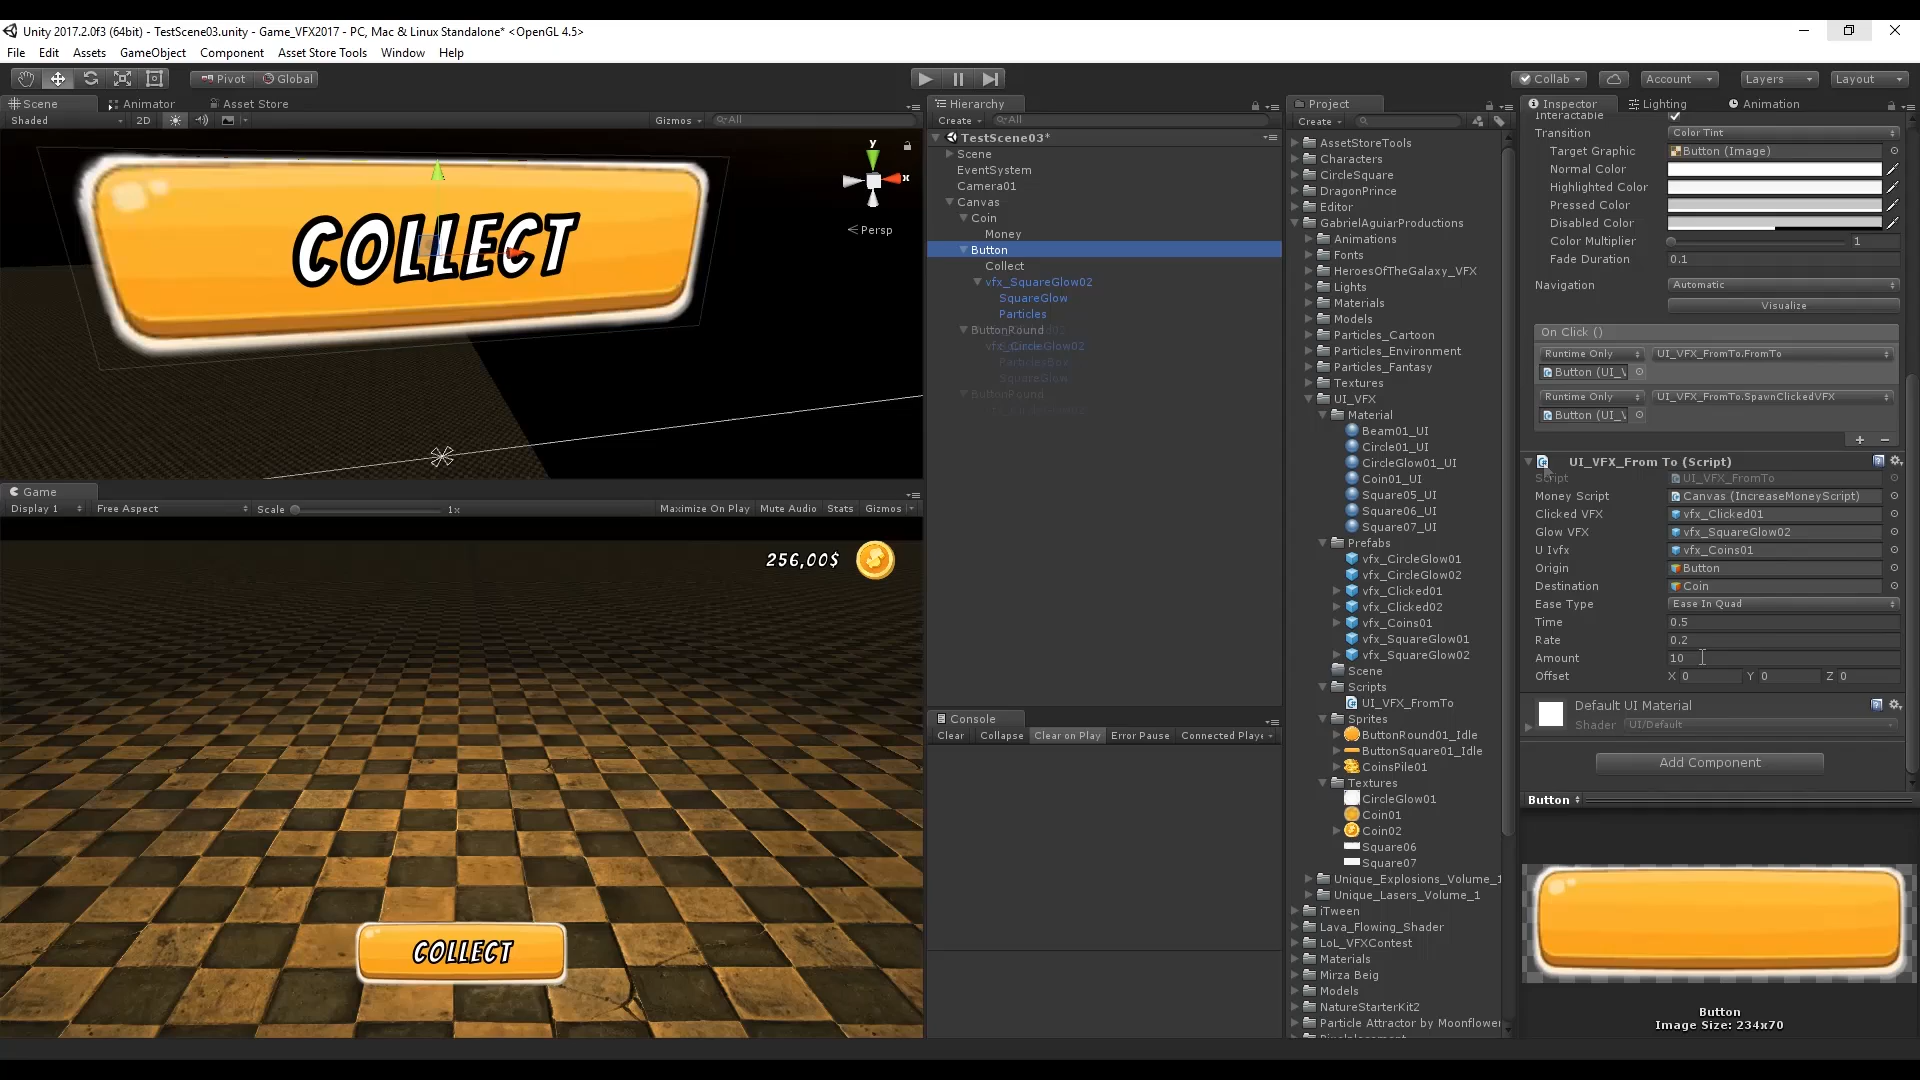 Unity 2017.2.0f3 (64bit) - TestScene03.unity - Game_VFX2017 - PC, Mac & Linux Standalone* <OpenGL 4.5>
File Edit Assets GameObject Component Asset Store Tools Window Help
Pivot Global
Collab Account Layers Layout
Scene Animator Asset Store
Shaded 2D Gizmos All
y
x
Persp
COLLECT
Game
Display 1 Free Aspect Scale 1x Maximize On Play Mute Audio Stats Gizmos
256,00$
COLLECT
Hierarchy
Create All
TestScene03*
Scene
EventSystem
Camera01
Canvas
Coin
Money
Button
Collect
vfx_SquareGlow02
SquareGlow
Particles
ButtonRound
vfx_CircleGlow02
ParticlesBox
SquareGlow
ButtonRound
Console
Clear Collapse Clear on Play Error Pause Connected Playe
Project
Create
AssetStoreTools
Characters
CircleSquare
DragonPrince
Editor
GabrielAguiarProductions
Animations
Fonts
HeroesOfTheGalaxy_VFX
Lights
Materials
Models
Particles_Cartoon
Particles_Environment
Particles_Fantasy
Textures
UI_VFX
Material
Beam01_UI
Circle01_UI
CircleGlow01_UI
Coin01_UI
Square05_UI
Square06_UI
Square07_UI
Prefabs
vfx_CircleGlow01
vfx_CircleGlow02
vfx_Clicked01
vfx_Clicked02
vfx_Coins01
vfx_SquareGlow01
vfx_SquareGlow02
Scene
Scripts
UI_VFX_FromTo
Sprites
ButtonRound01_Idle
ButtonSquare01_Idle
CoinsPile01
Textures
CircleGlow01
Coin01
Coin02
Square06
Square07
Unique_Explosions_Volume_1
Unique_Lasers_Volume_1
iTween
Lava_Flowing_Shader
LoL_VFXContest
Materials
Mirza Beig
Models
NatureStarterKit2
Particle Attractor by Moonflower
Inspector Lighting Animation
Interactable
Transition Color Tint
Target Graphic Button (Image)
Normal Color
Highlighted Color
Pressed Color
Disabled Color
Color Multiplier 1
Fade Duration 0.1
Navigation Automatic
Visualize
On Click ()
Runtime Only UI_VFX_FromTo.FromTo
Button (UI_V
Runtime Only UI_VFX_FromTo.SpawnClickedVFX
Button (UI_V
+ −
UI_VFX_From To (Script)
Script UI_VFX_FromTo
Money Script Canvas (IncreaseMoneyScript)
Clicked VFX vfx_Clicked01
Glow VFX vfx_SquareGlow02
U Ivfx vfx_Coins01
Origin Button
Destination Coin
Ease Type Ease In Quad
Time 0.5
Rate 0.2
Amount 10
Offset X 0 Y 0 Z 0
Default UI Material
Shader UI/Default
Add Component
Button
Button
Image Size: 234x70